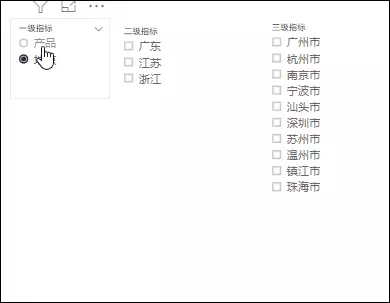 一级指标
产品
二级指标
广东
江苏
浙江
三级指标
广州市
杭州市
南京市
宁波市
汕头市
深圳市
苏州市
温州市
镇江市
珠海市